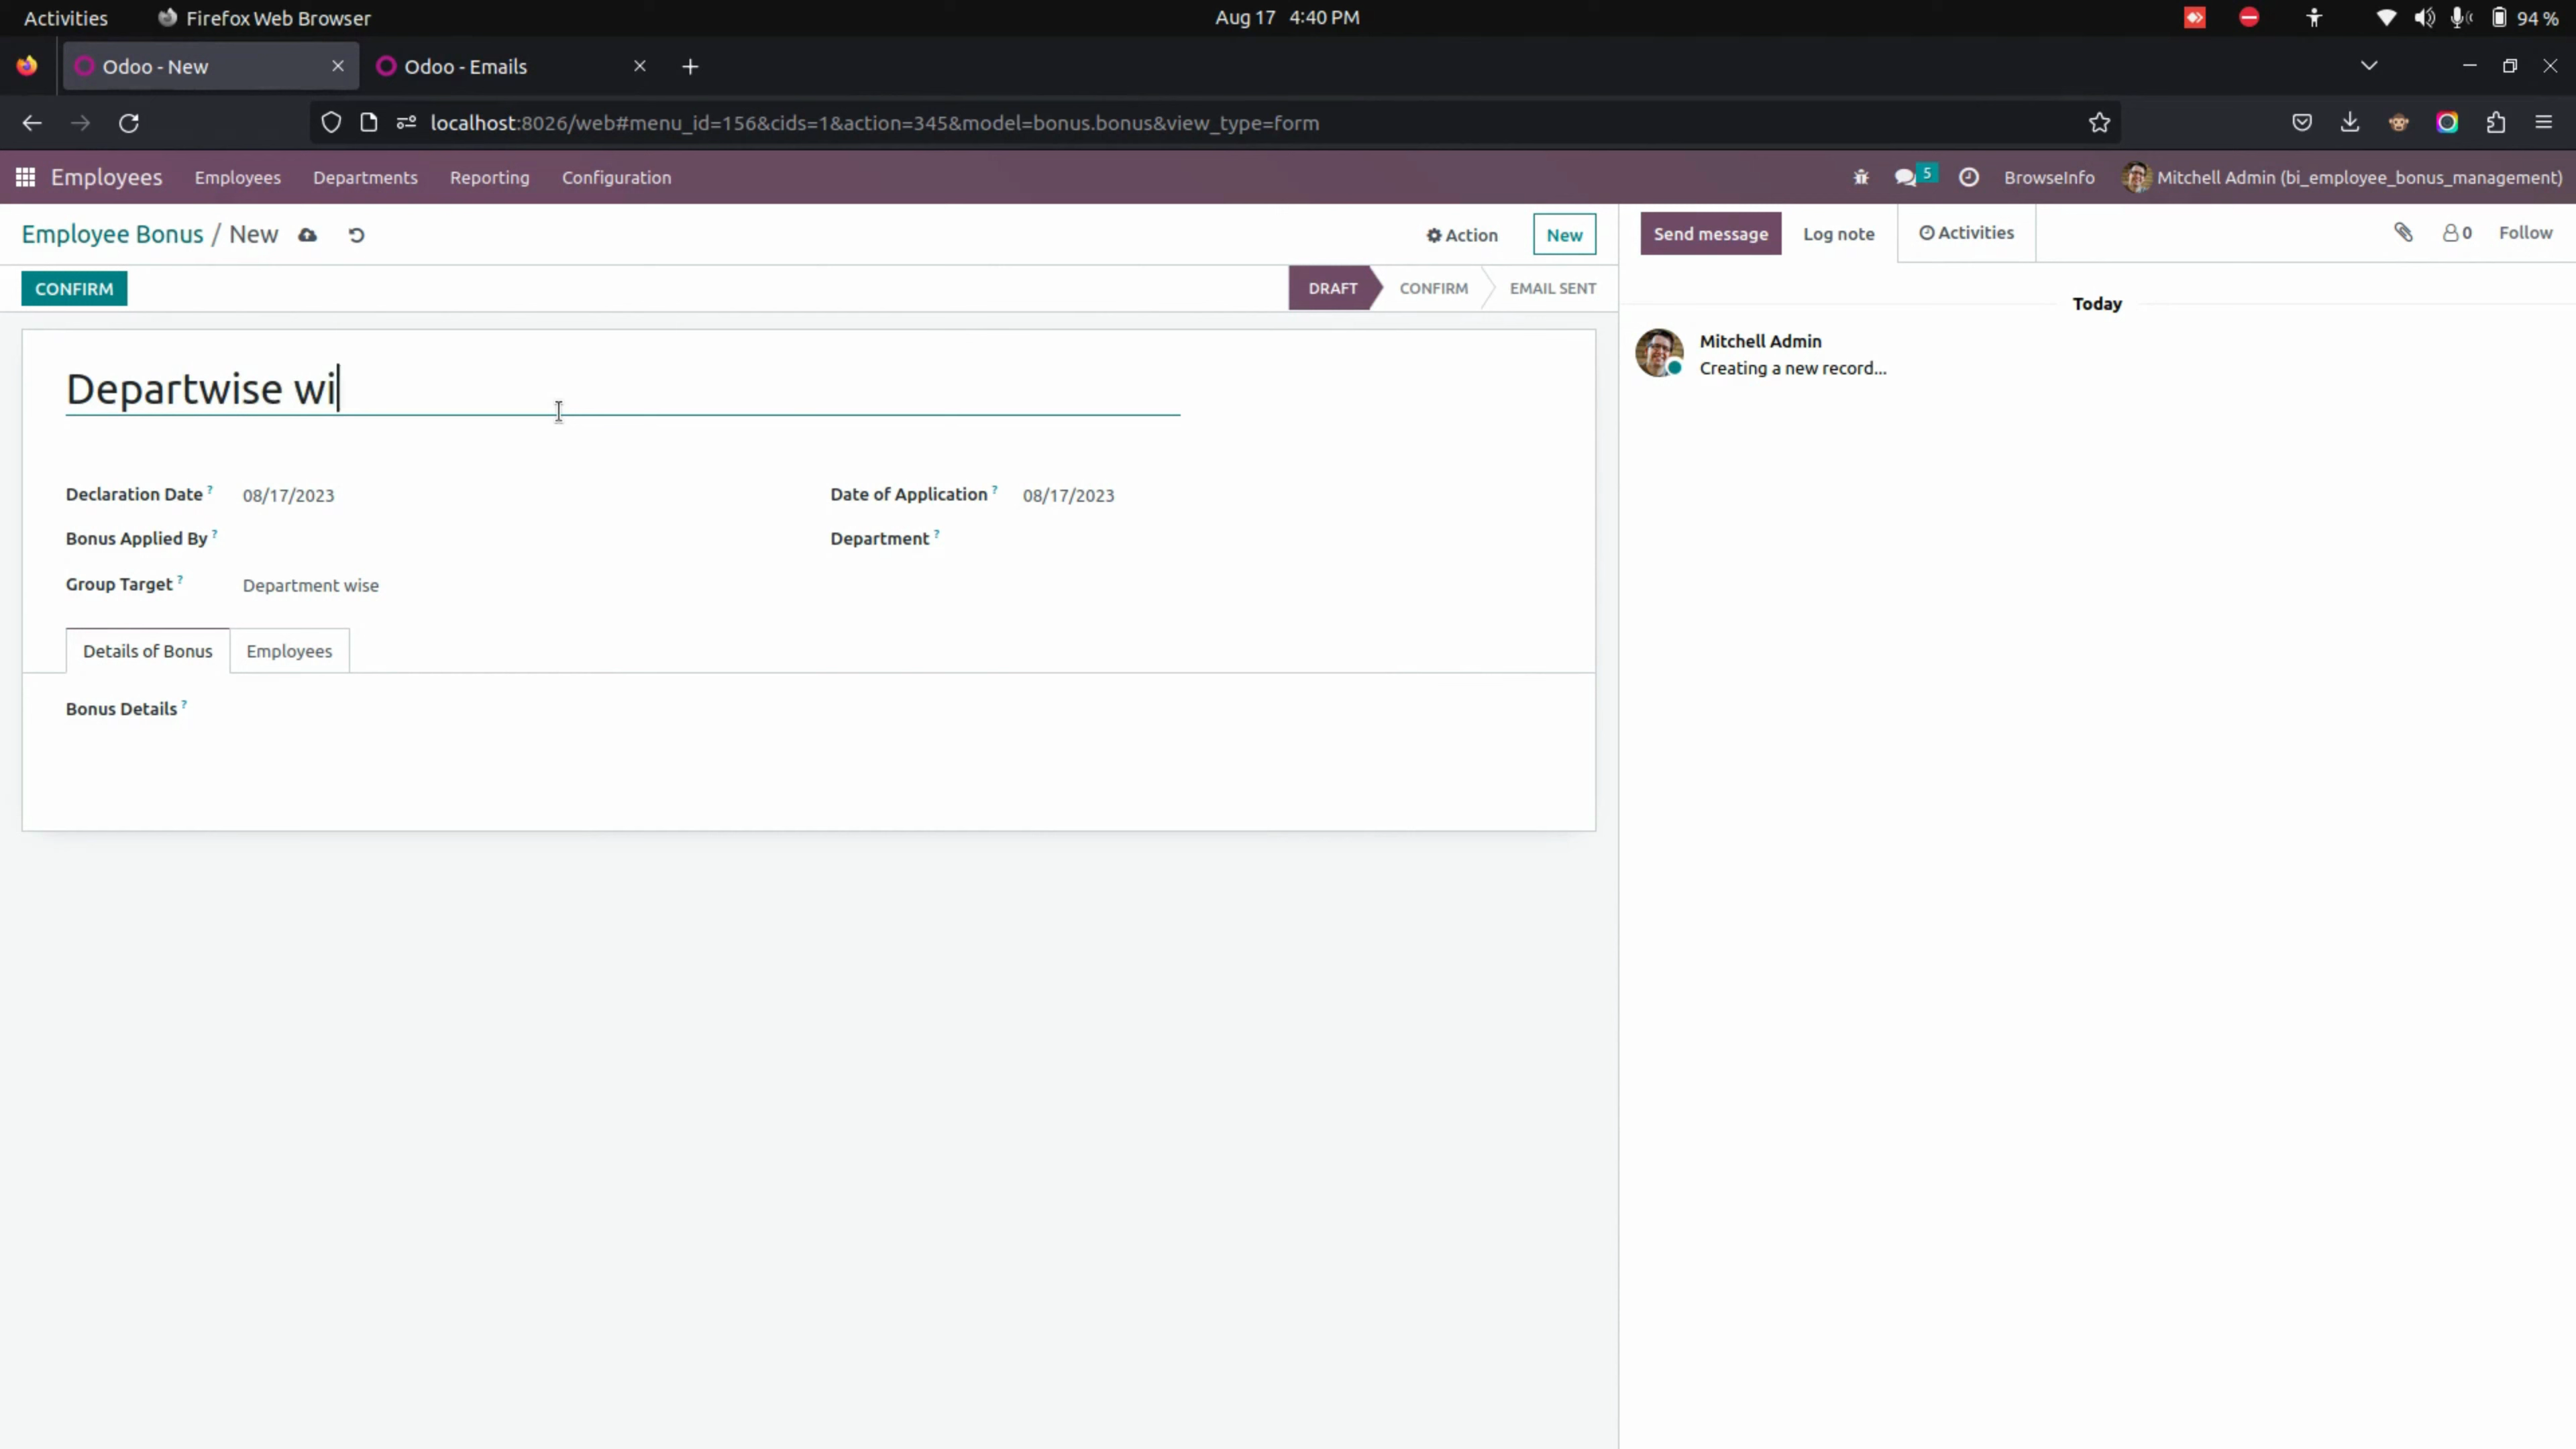 Activities Firefox Web Browser Aug 17 4:40 PM 94 %
Odoo - New Odoo - Emails
localhost:8026/web#menu_id=156&cids=1&action=345&model=bonus.bonus&view_type=form
Employees Employees Departments Reporting Configuration 5 BrowseInfo Mitchell Admin (bi_employee_bonus_management)
Employee Bonus / New Action New Send message Log note Activities 0 Follow
CONFIRM DRAFT CONFIRM EMAIL SENT
Today
Mitchell Admin
Creating a new record...
Departwise wi
Declaration Date ? 08/17/2023 Date of Application ? 08/17/2023
Bonus Applied By ? Department ?
Group Target ? Department wise
Details of Bonus Employees
Bonus Details ?